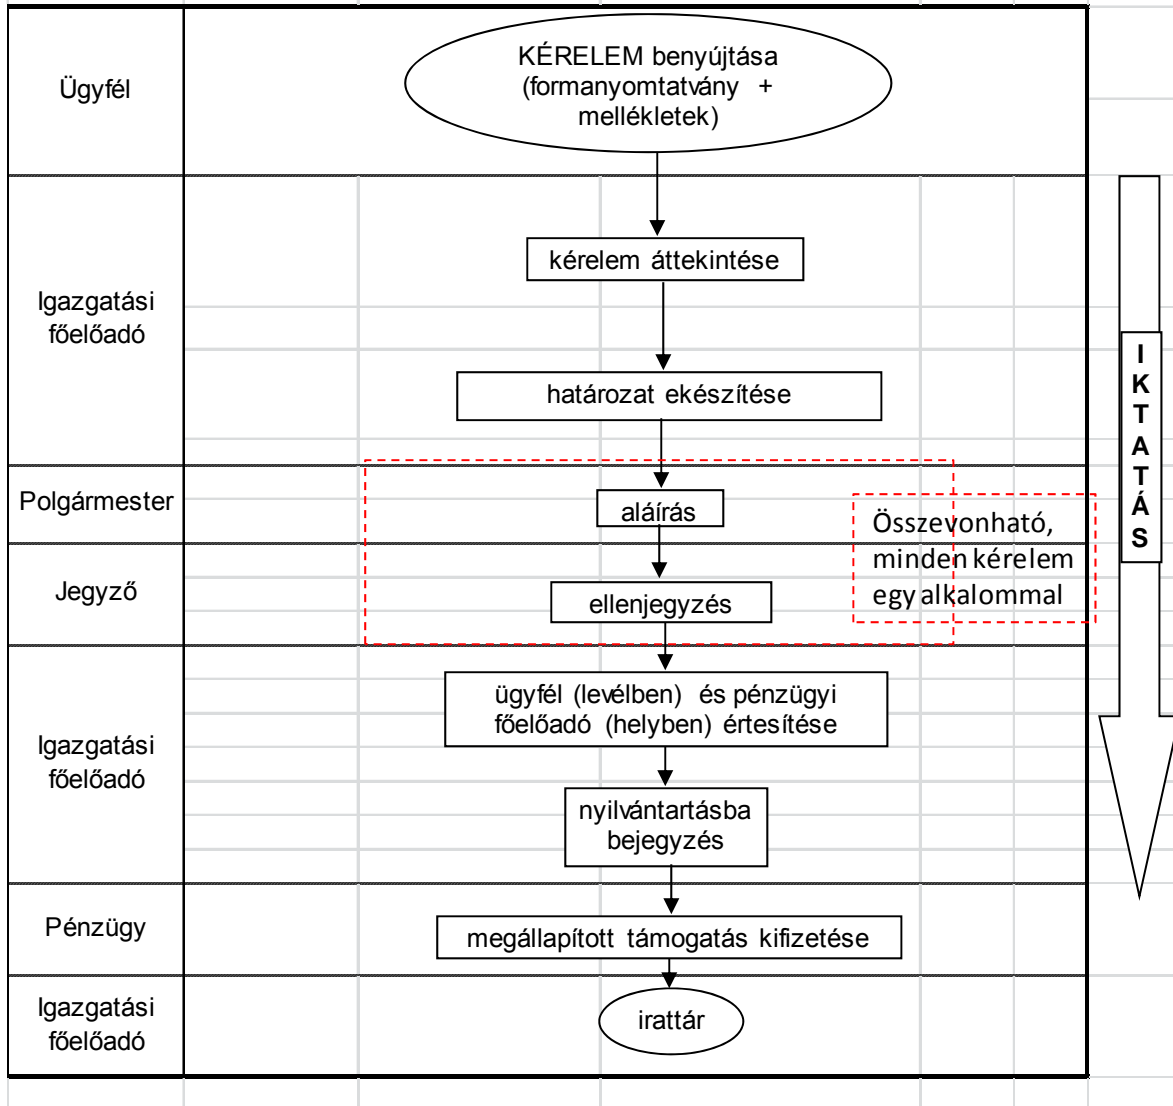 Ügyfél
KÉRELEM benyújtása
(formanyomtatvány +
mellékletek)
Igazgatási
főelőadó
kérelem áttekintése
határozat ekészítése
Polgármester
aláírás
Összevonható,
minden kérelem
egy alkalommal
Jegyző
ellenjegyzés
Igazgatási
főelőadó
ügyfél (levélben) és pénzügyi
főelőadó (helyben) értesítése
nyilvántartásba
bejegyzés
Pénzügy
megállapított támogatás kifizetése
Igazgatási
főelőadó
irattár
I
K
T
A
T
Á
S